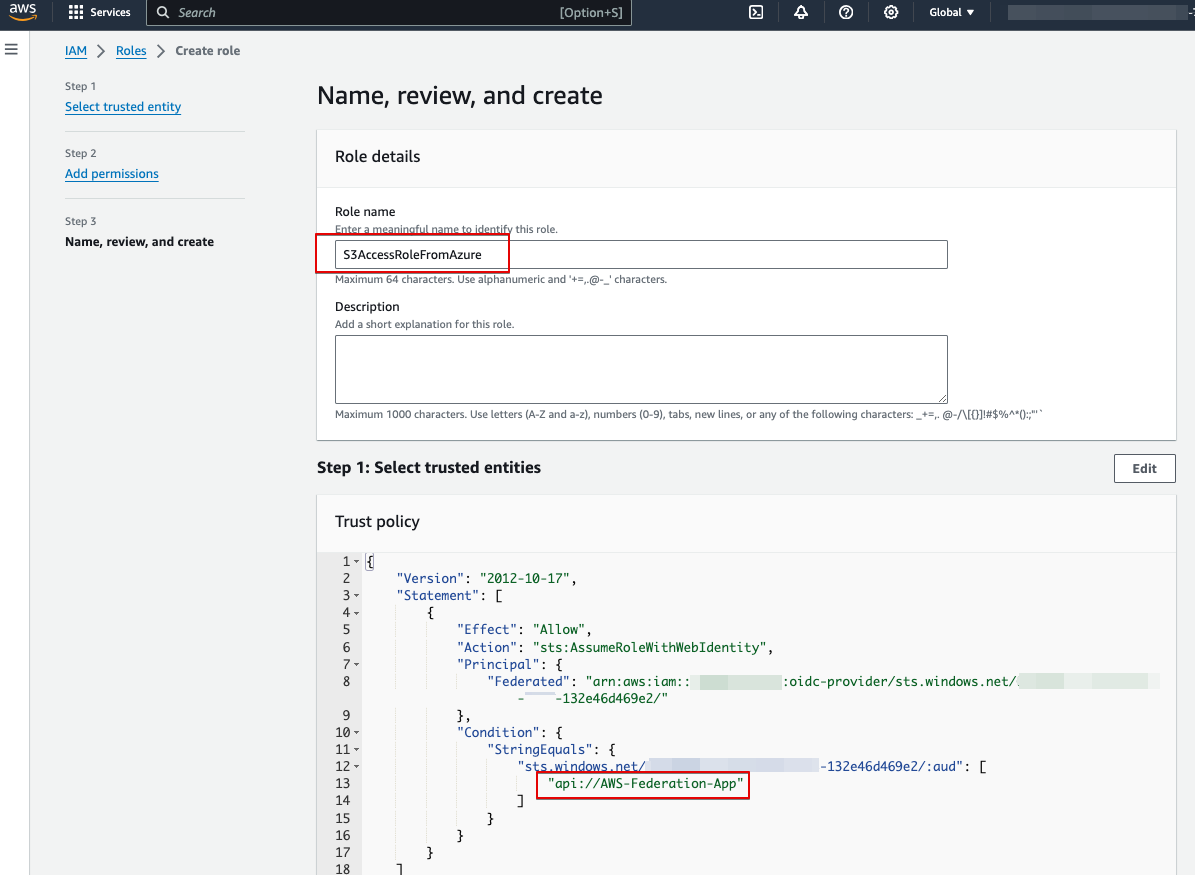 aws
Services
Search
[Option+S]
Global
IAM > Roles > Create role
Step 1
Select trusted entity
Step 2
Add permissions
Step 3
Name, review, and create
Name, review, and create
Role details
Role name
Enter a meaningful name to identify this role.
S3AccessRoleFromAzure
Maximum 64 characters. Use alphanumeric and '+=,.@-_' characters.
Description
Add a short explanation for this role.
Maximum 1000 characters. Use letters (A-Z and a-z), numbers (0-9), tabs, new lines, or any of the following characters: _+=,. @-/\[{}]!#$%^*();:;"'`
Step 1: Select trusted entities
Edit
Trust policy
1 {
2 "Version": "2012-10-17",
3 "Statement": [
4 {
5 "Effect": "Allow",
6 "Action": "sts:AssumeRoleWithWebIdentity",
7 "Principal": {
8 "Federated": "arn:aws:iam:: :oidc-provider/sts.windows.net/
- -132e46d469e2/"
9 },
10 "Condition": {
11 "StringEquals": {
12 "sts.windows.net/ -132e46d469e2/:aud": [
13 "api://AWS-Federation-App"
14 ]
15 }
16 }
17 }
18 ]